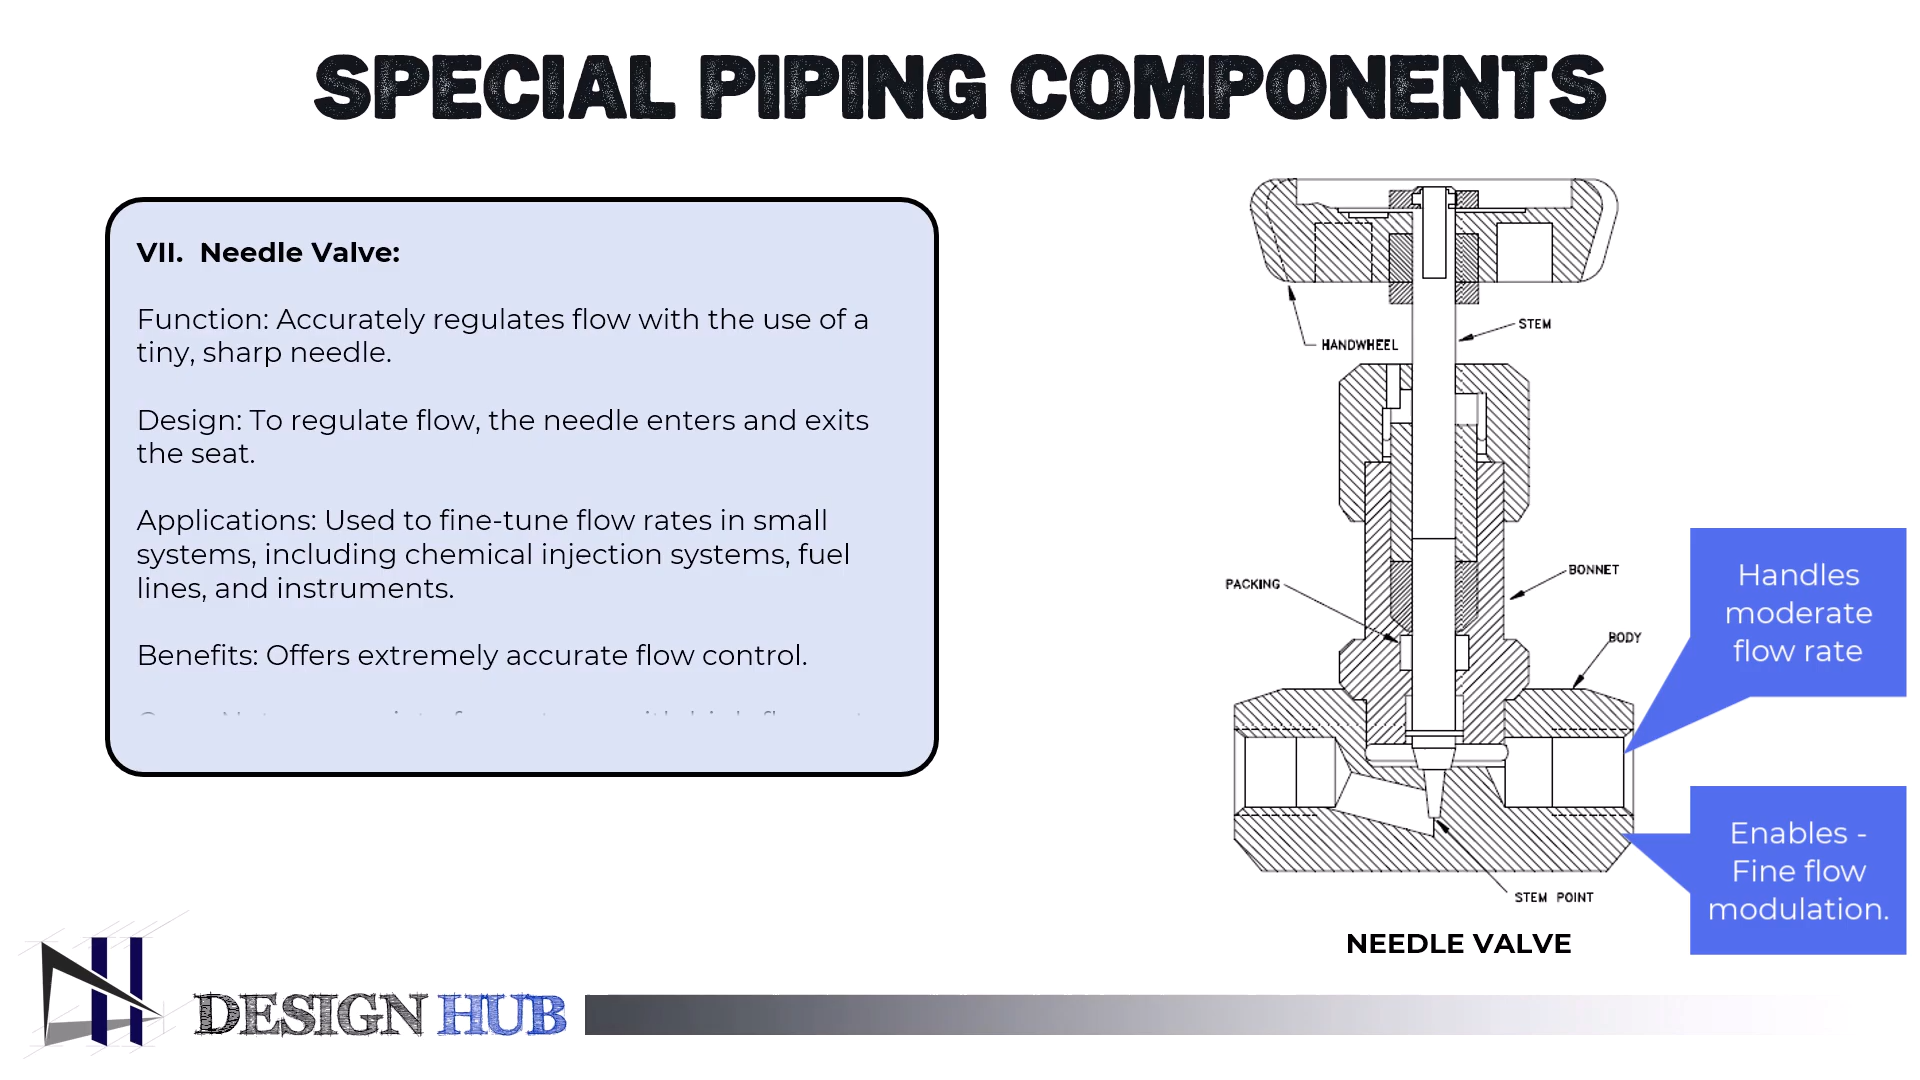 SPECIAL PIPING COMPONENTS
VII. Needle Valve:
Function: Accurately regulates flow with the use of a
tiny, sharp needle.
Design: To regulate flow, the needle enters and exits
the seat.
Applications: Used to fine-tune flow rates in small
systems, including chemical injection systems, fuel
lines, and instruments.
Benefits: Offers extremely accurate flow control.
HANDWHEEL
STEM
PACKING
BONNET
BODY
STEM POINT
NEEDLE VALVE
Handles
moderate
flow rate
Enables -
Fine flow
modulation.
DESIGN HUB